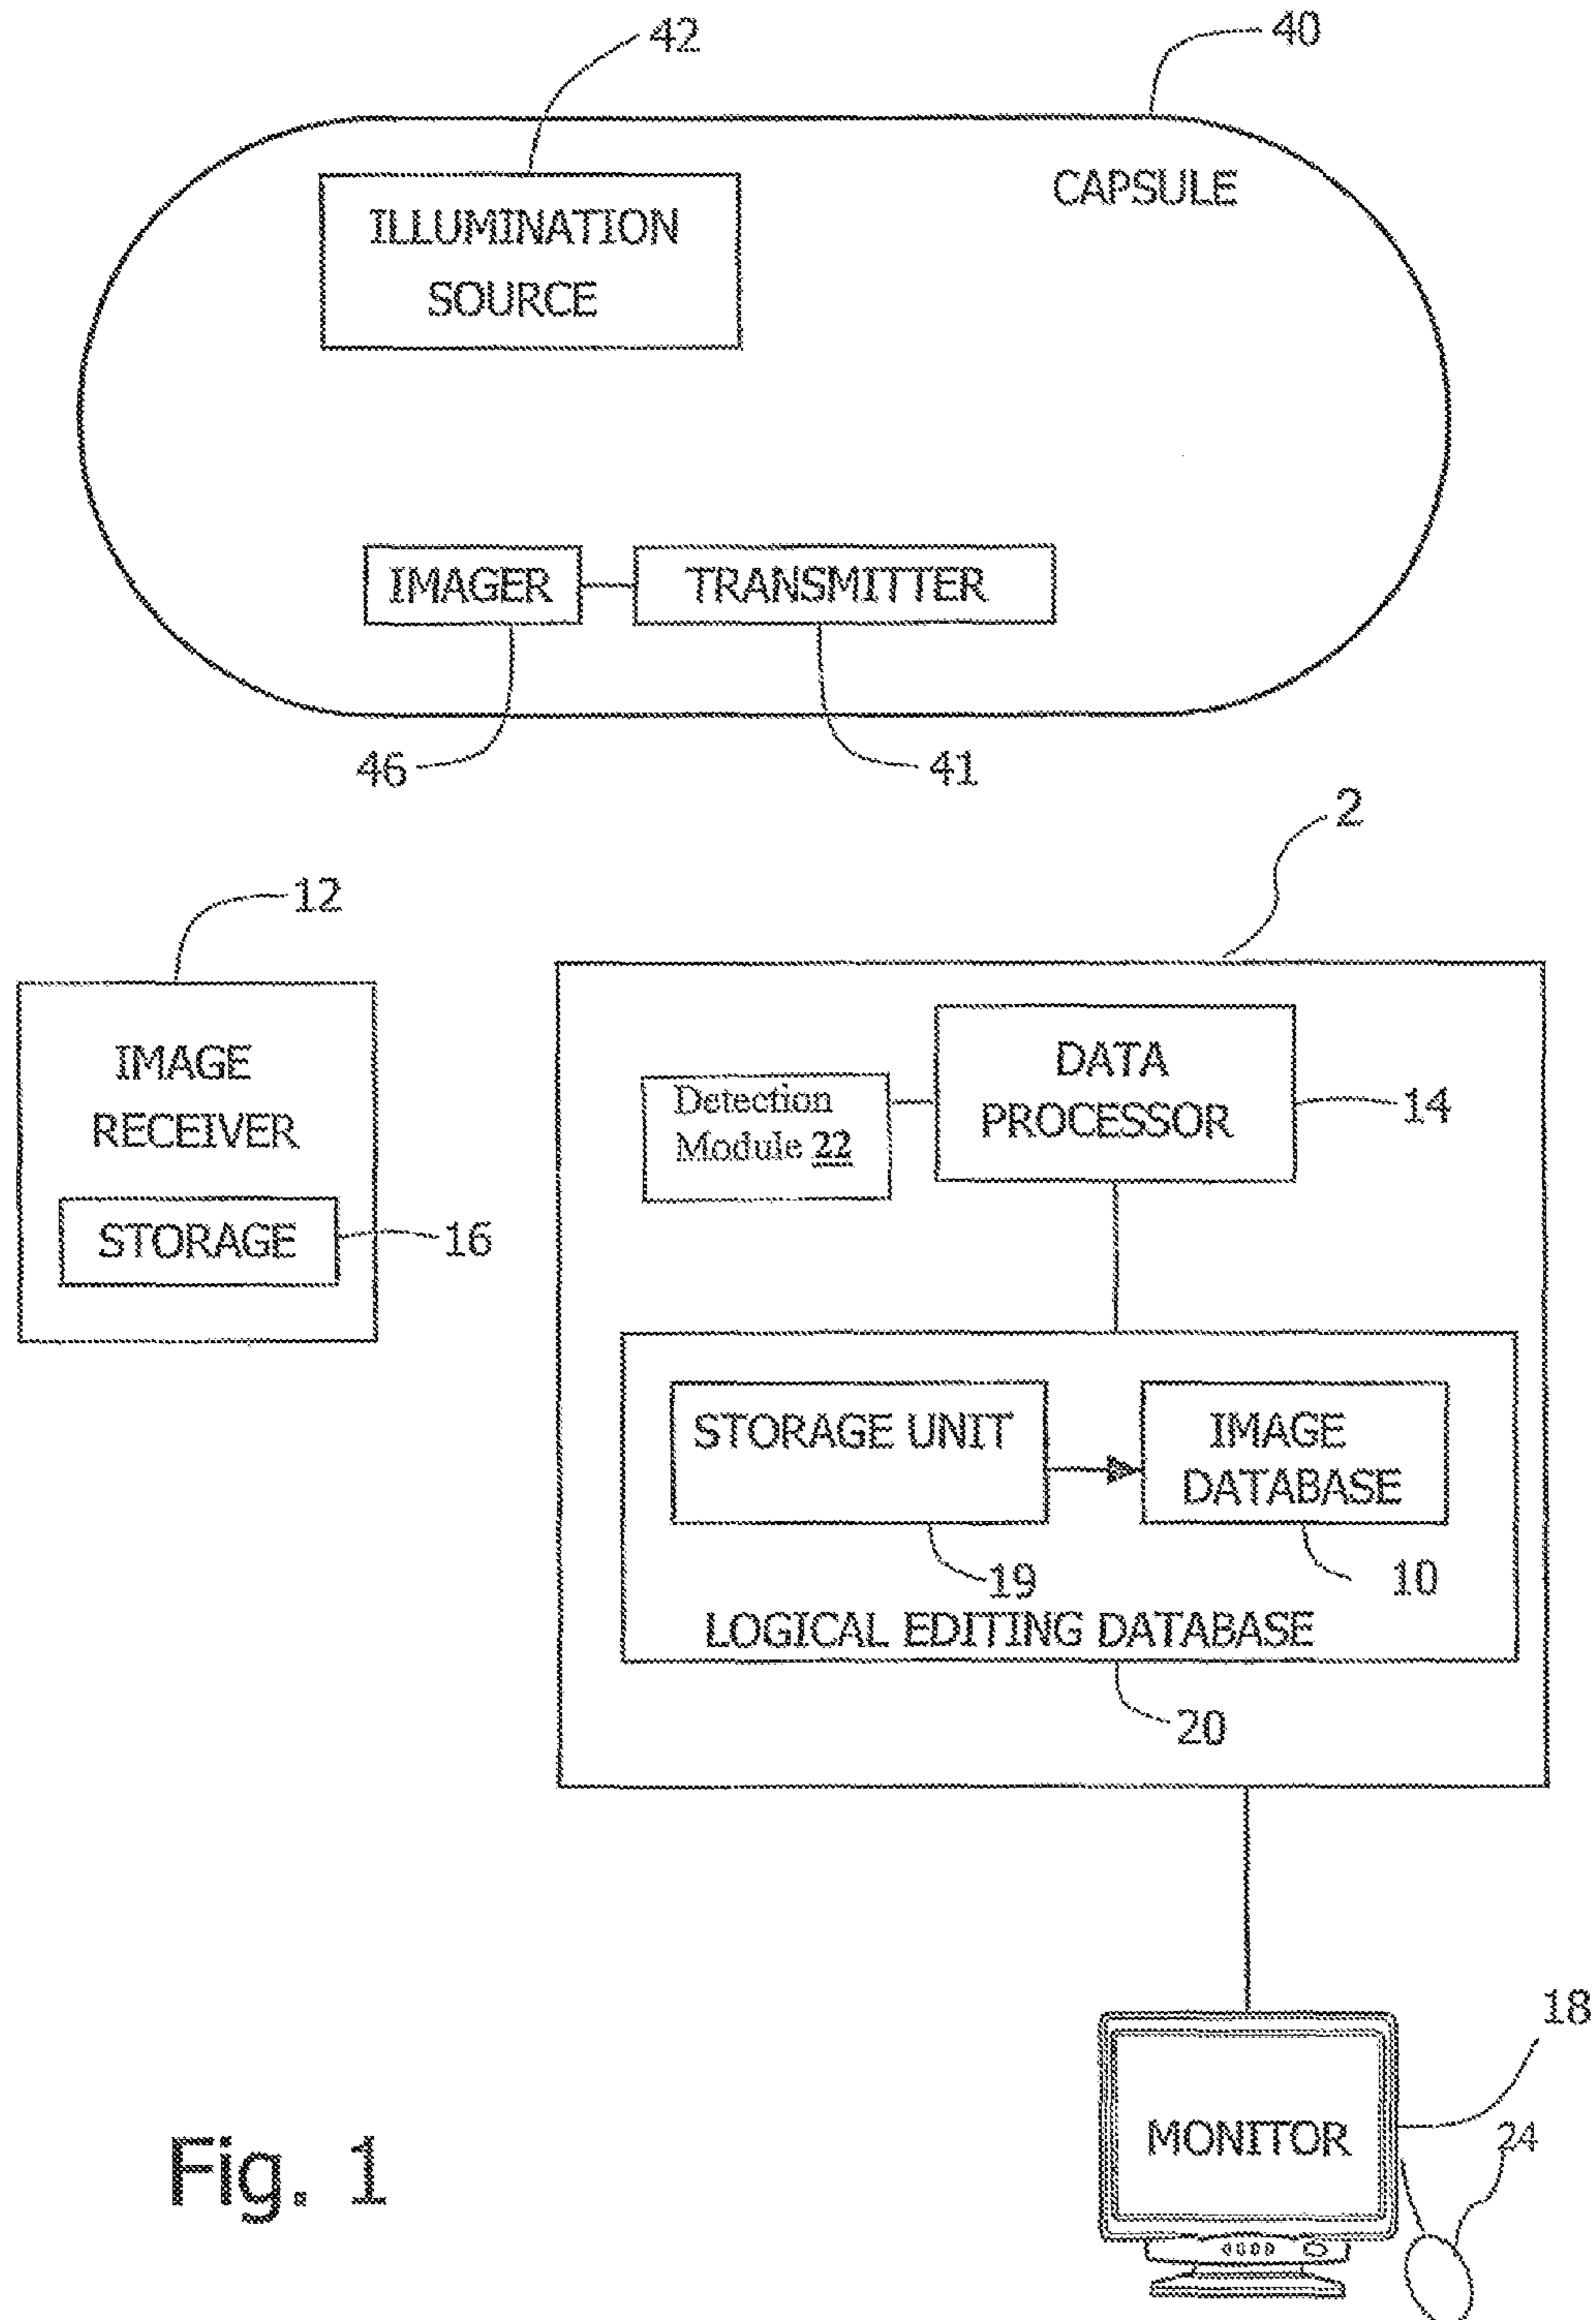 42
40
CAPSULE
ILLUMINATION
SOURCE
IMAGER
TRANSMITTER
46
41
2
12
IMAGE
RECEIVER
STORAGE
16
DATA
PROCESSOR
14
Detection
Module 22
STORAGE UNIT
IMAGE
DATABASE
19
10
LOGICAL EDITING DATABASE
20
18
MONITOR
24
Fig. 1